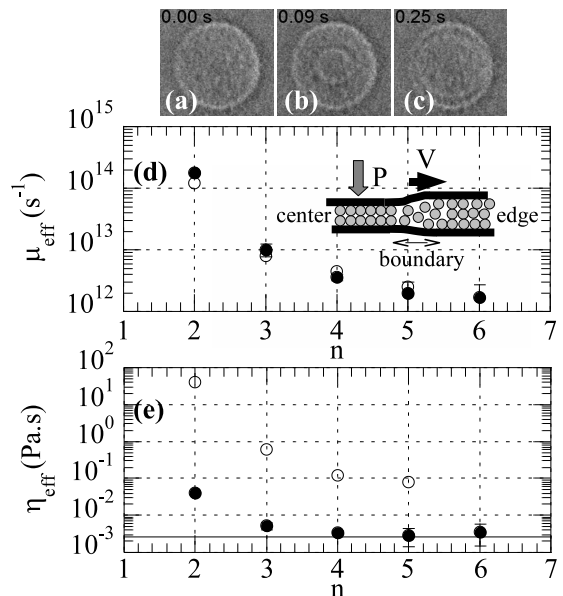 0.00 s 0.09 s 0.25 s
(a) (b) (c)
10^15
(d)
V
10^14
P
μ_eff (s^-1)
center edge
10^13
boundary
10^12
1 2 3 4 5 6 7
n
10^2
(e)
10^1
10^0
η_eff (Pa.s)
10^-1
10^-2
10^-3
1 2 3 4 5 6 7
n